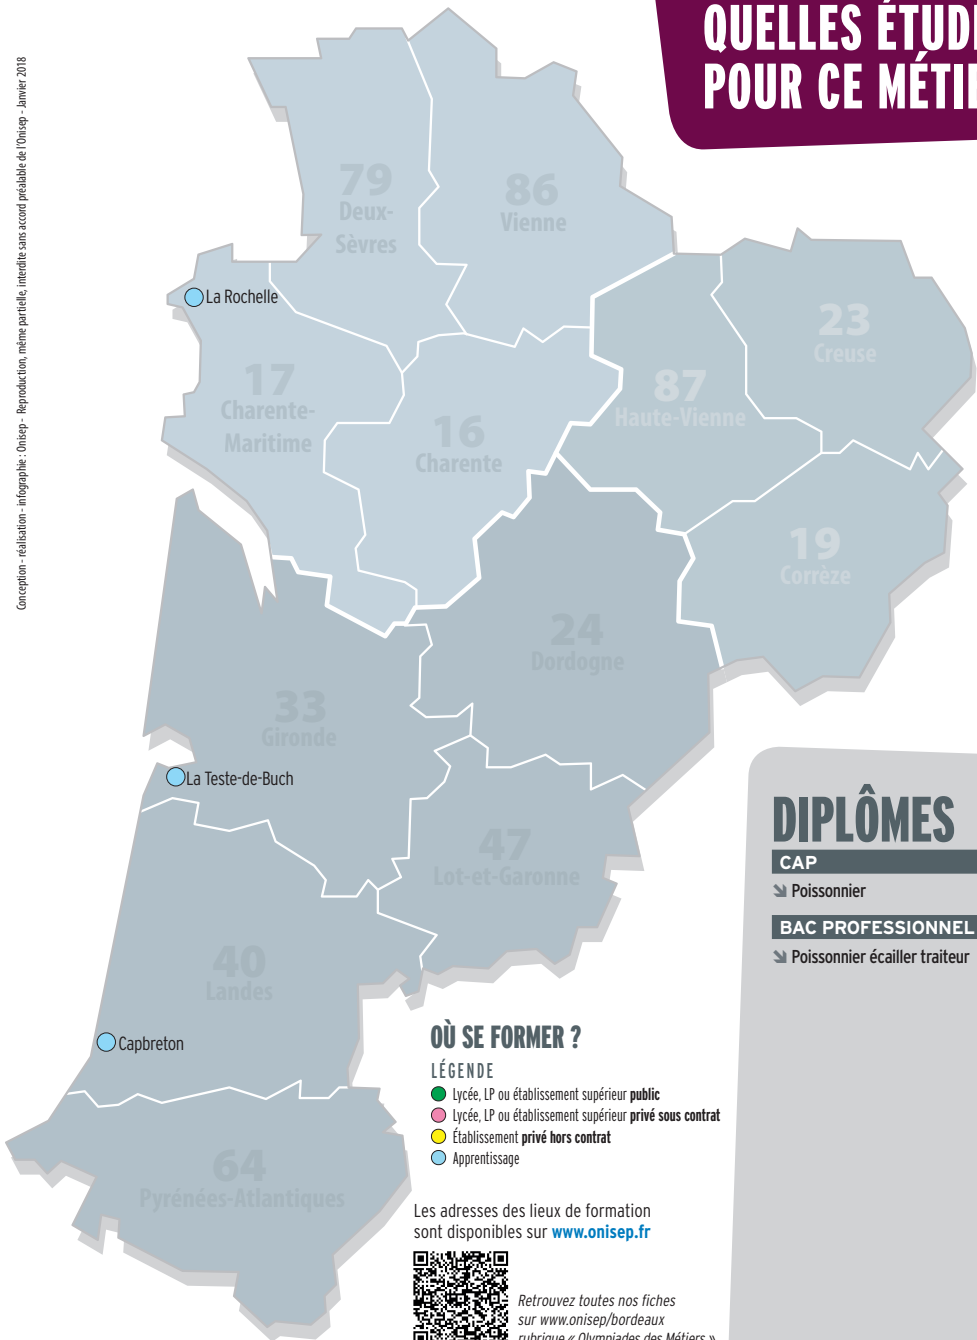 QUELLES ÉTUD
POUR CE MÉTIE
Conception - réalisation - infographie : Onisep - Reproduction, même partielle, interdite sans accord préalable de l'Onisep - Janvier 2018
79
Deux-
Sèvres
86
Vienne
La Rochelle
17
Charente-
Maritime
16
Charente
87
Haute-Vienne
23
Creuse
19
Corrèze
24
Dordogne
33
Gironde
La Teste-de-Buch
47
Lot-et-Garonne
40
Landes
Capbreton
64
Pyrénées-Atlantiques
DIPLÔMES
CAP
Poissonnier
BAC PROFESSIONNEL
Poissonnier écailler traiteur
OÙ SE FORMER ?
LÉGENDE
Lycée, LP ou établissement supérieur public
Lycée, LP ou établissement supérieur privé sous contrat
Établissement privé hors contrat
Apprentissage
Les adresses des lieux de formation
sont disponibles sur www.onisep.fr
Retrouvez toutes nos fiches
sur www.onisep/bordeaux
rubrique « Olympiades des Métiers »